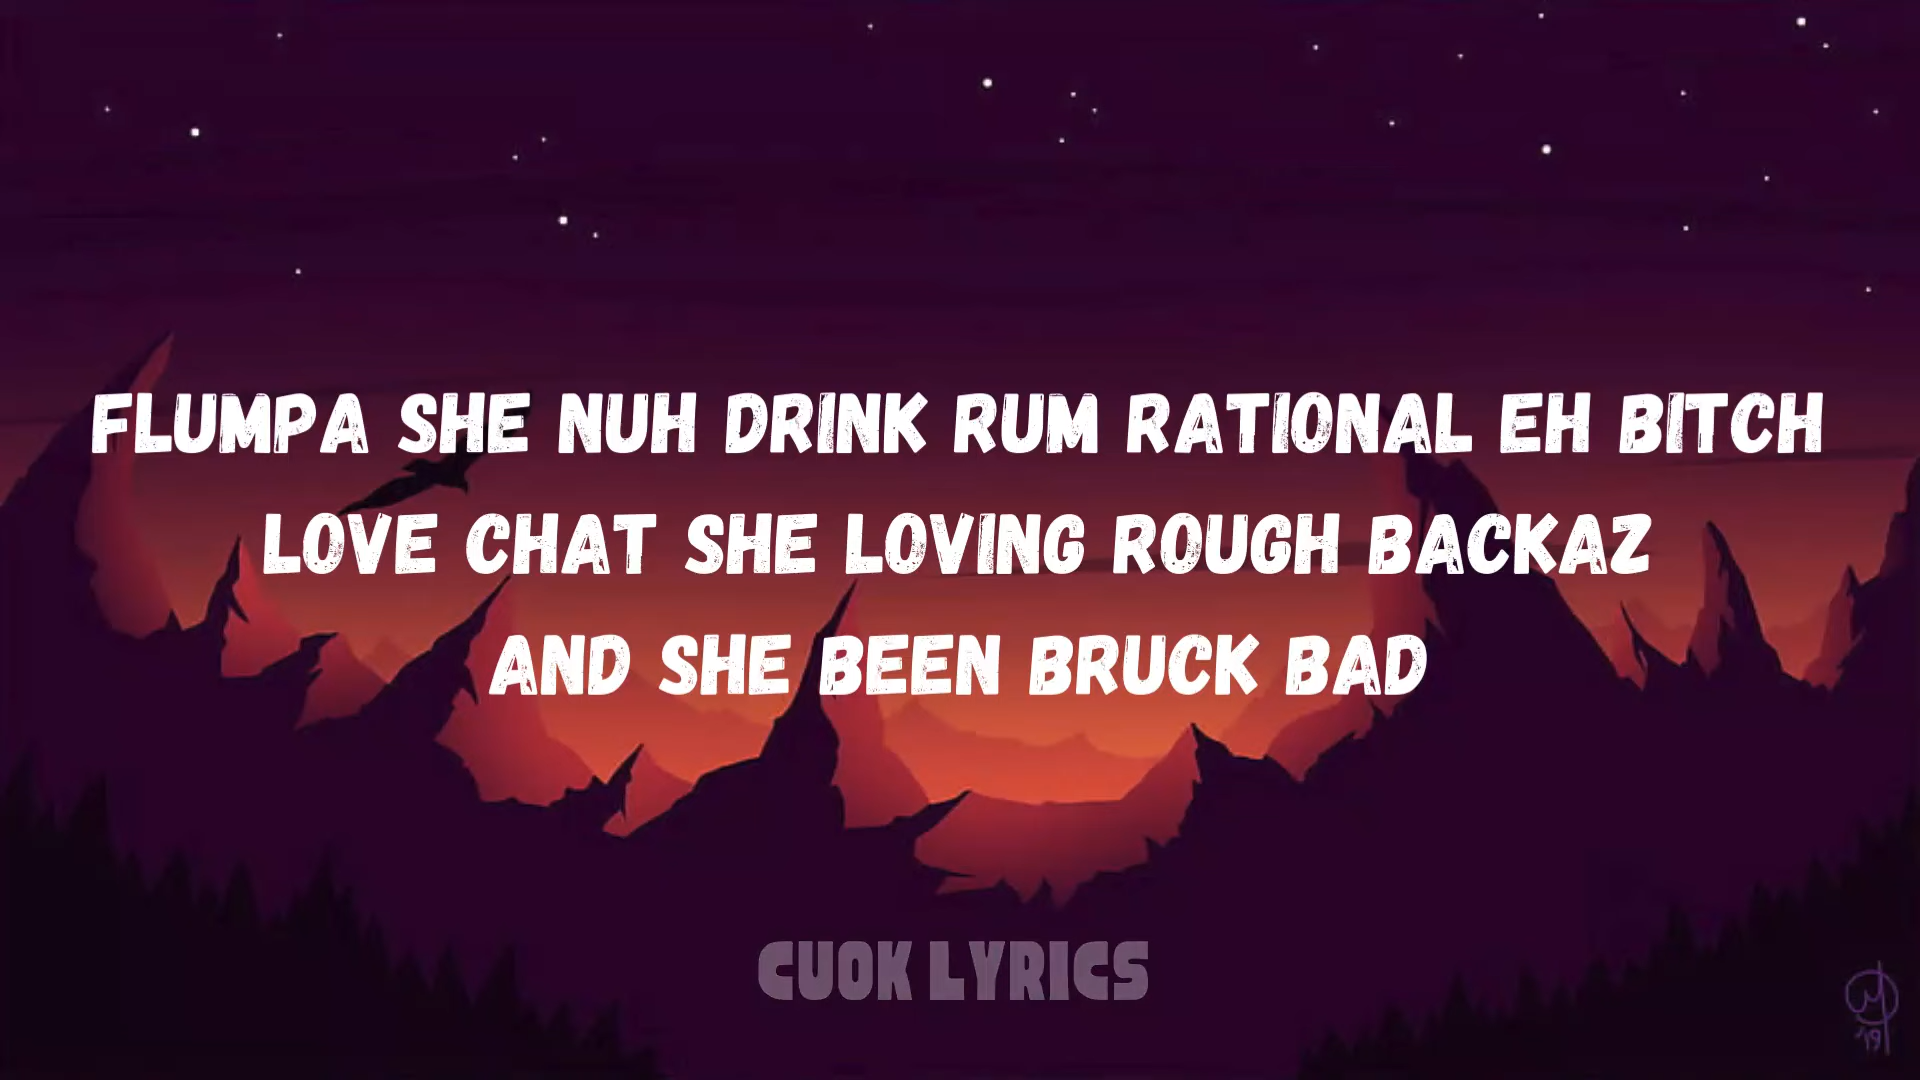 FLUMPA SHE NUH DRINK RUM RATIONAL EH BITCH
LOVE CHAT SHE LOVING ROUGH BACKAZ
AND SHE BEEN BRUCK BAD
CUOK LYRICS
'19